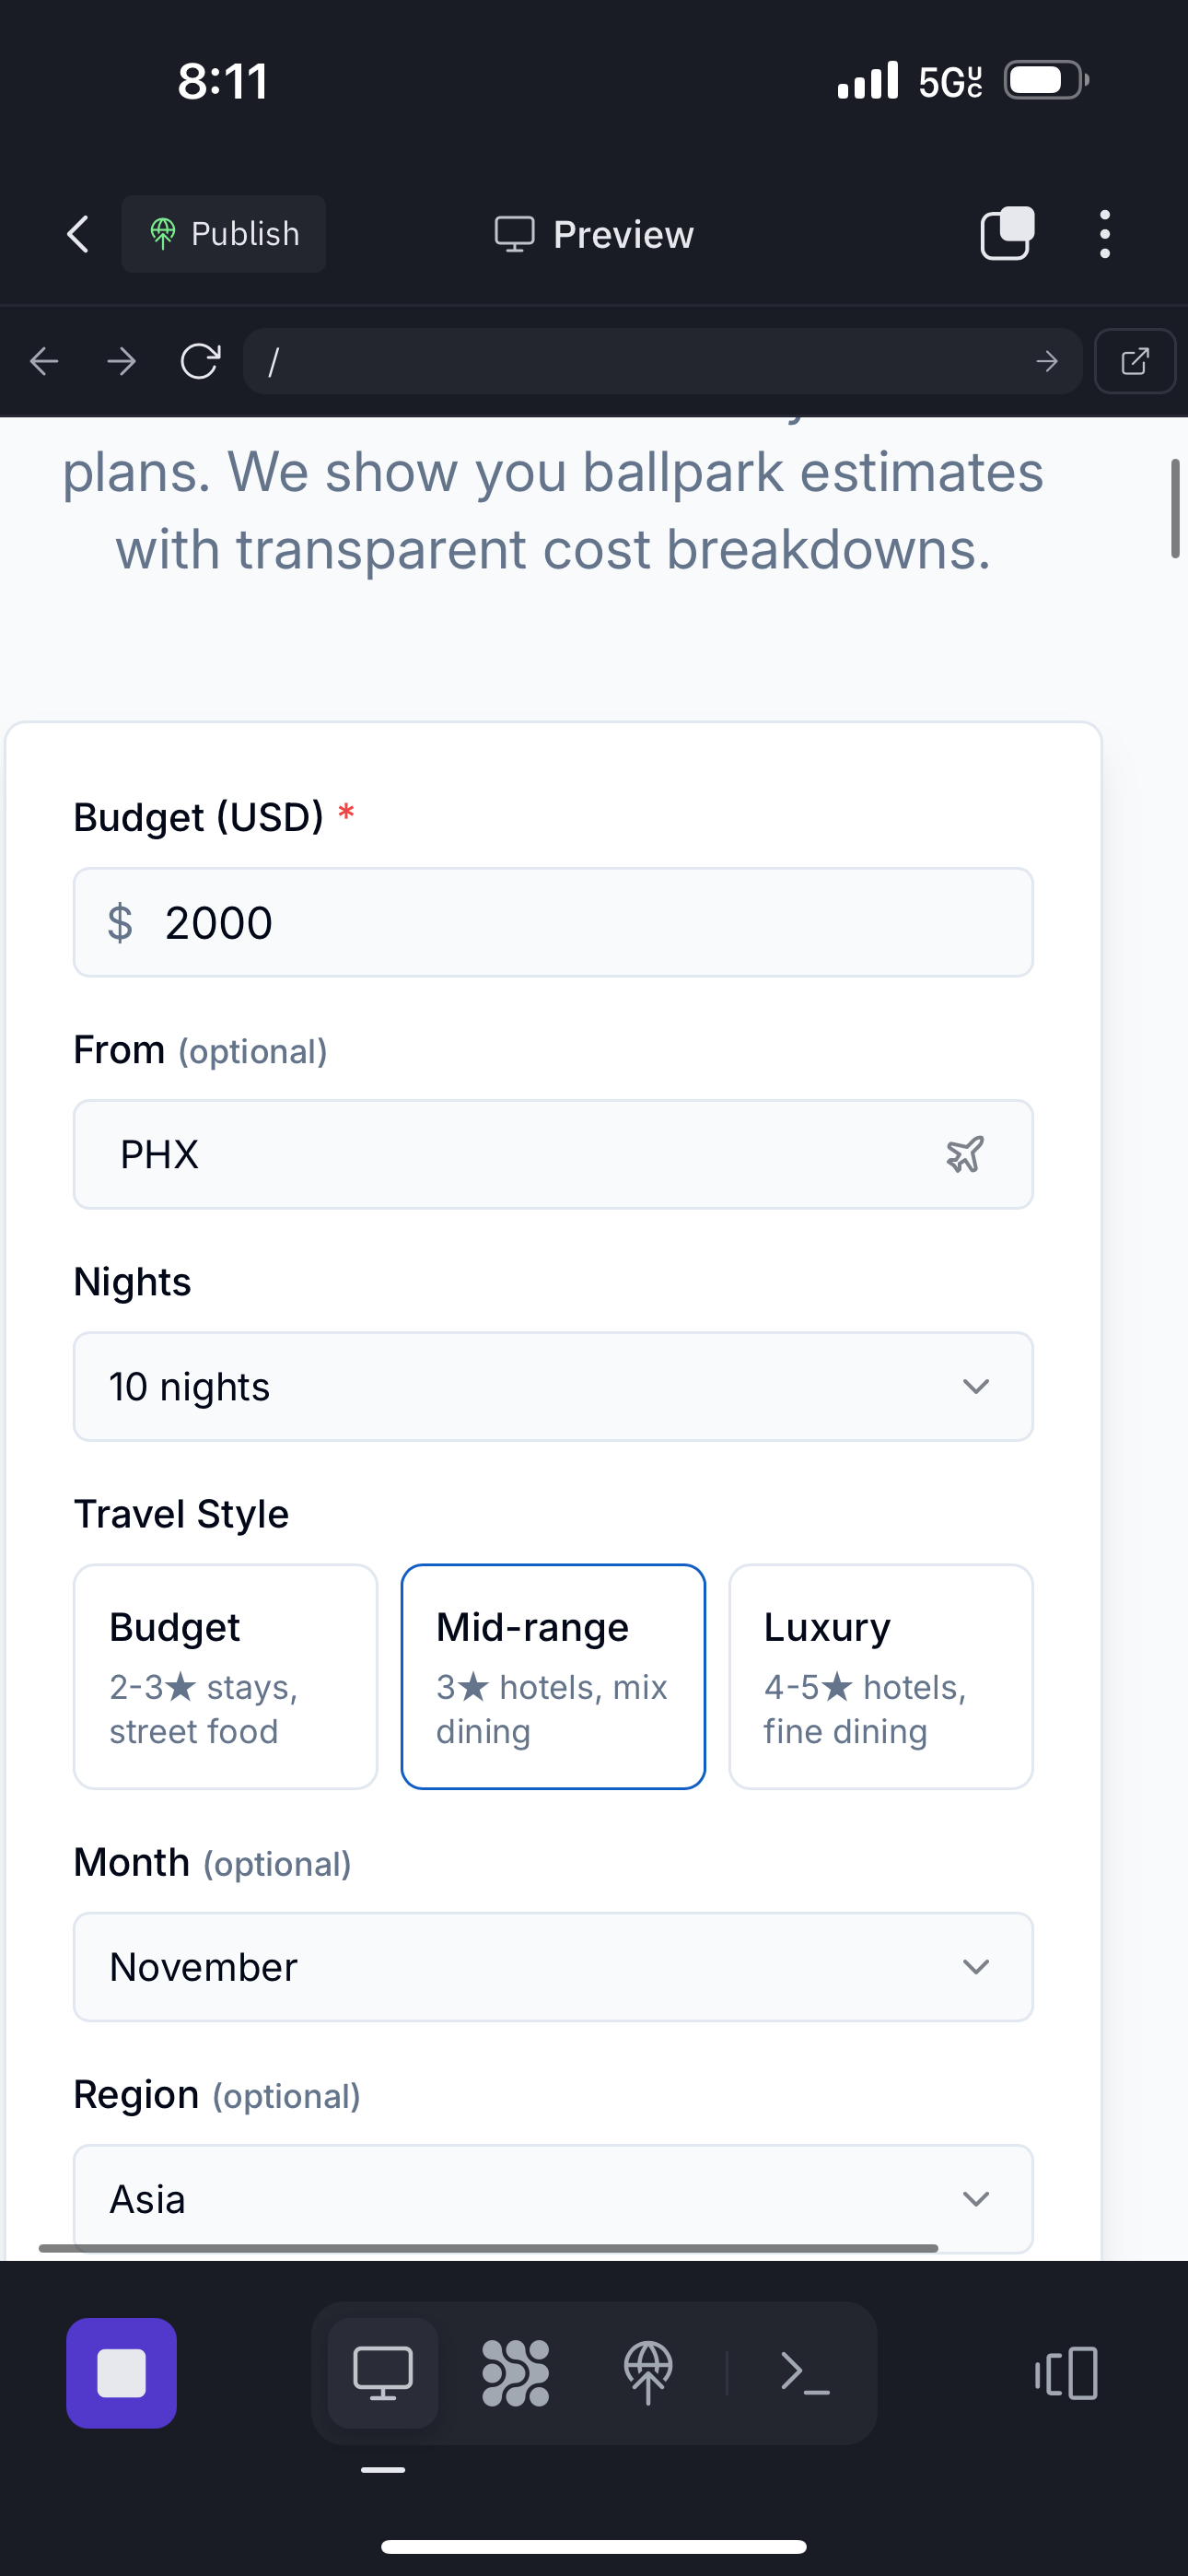 8:11
5GUC
Publish
Preview
/
plans. We show you ballpark estimates
with transparent cost breakdowns.
Budget (USD) *
$ 2000
From (optional)
PHX
Nights
10 nights
Travel Style
Budget
2-3★ stays,
street food
Mid-range
3★ hotels, mix
dining
Luxury
4-5★ hotels,
fine dining
Month (optional)
November
Region (optional)
Asia